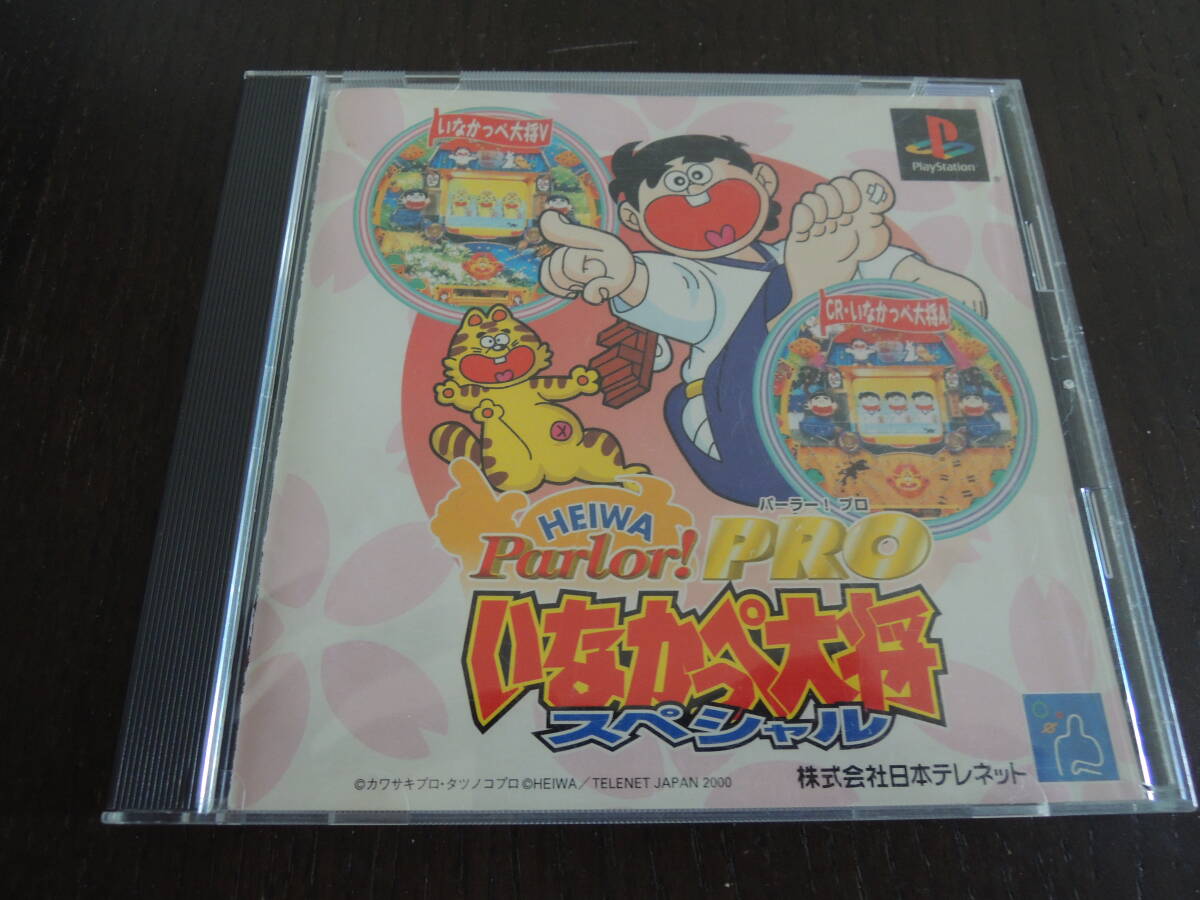 いなかっぺ大将V
PlayStation
CR・いなかっぺ大将A
HEIWA
パーラー! プロ
Parlor! PRO
いなかっぺ大将
スペシャル
©カワサキプロ・タツノコプロ ©HEIWA/TELENET JAPAN 2000
株式会社日本テレネット